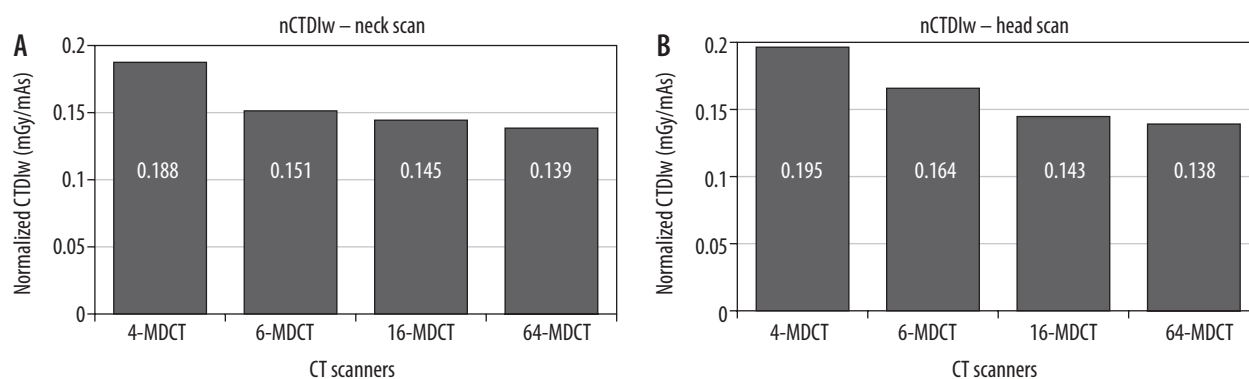 A
nCTDIw – neck scan
Normalized CTDIw (mGy/mAs)
0.2
0.15
0.1
0.05
0
0.188
0.151
0.145
0.139
4-MDCT
6-MDCT
16-MDCT
64-MDCT
CT scanners
B
nCTDIw – head scan
Normalized CTDIw (mGy/mAs)
0.2
0.15
0.1
0.05
0
0.195
0.164
0.143
0.138
4-MDCT
6-MDCT
16-MDCT
64-MDCT
CT scanners